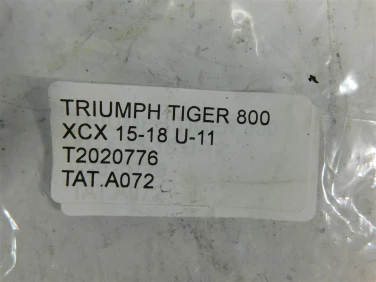 TRIUMPH TIGER 800
XCX 15-18 U-11
T2020776
TAT.A072